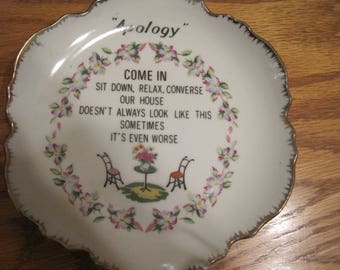 "Apology"
COME IN
SIT DOWN, RELAX, CONVERSE
OUR HOUSE
DOESN'T ALWAYS LOOK LIKE THIS
SOMETIMES
IT'S EVEN WORSE